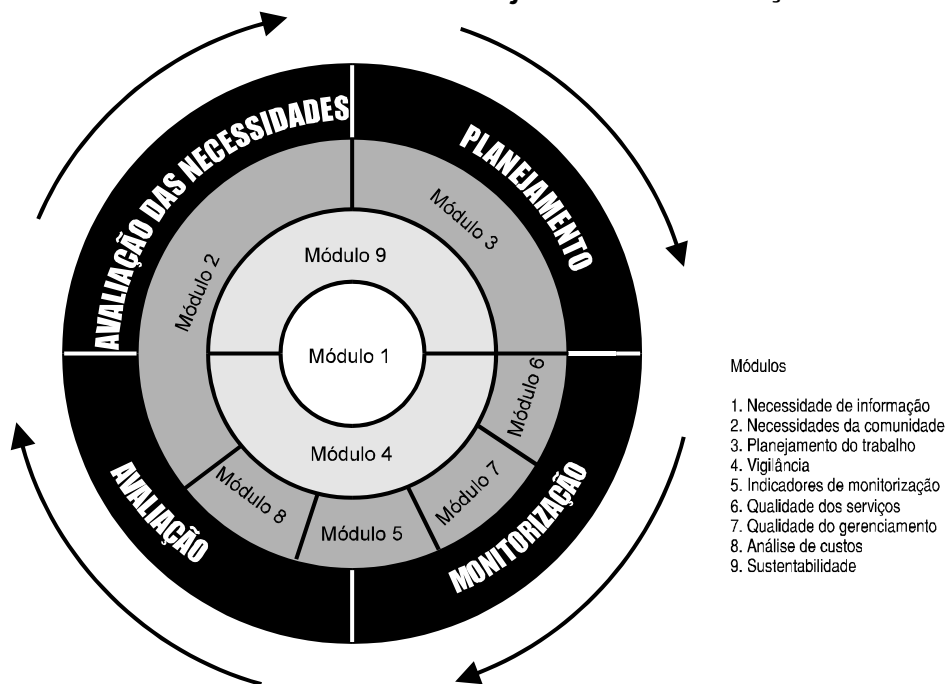 AVALIAÇÃO DAS NECESSIDADES
PLANEJAMENTO
Módulo 2
Módulo 3
Módulo 9
Módulo 1
Módulo 6
Módulo 4
Módulo 7
Módulo 8
Módulo 5
AVALIAÇÃO
MONITORIZAÇÃO
Módulos
1. Necessidade de informação
2. Necessidades da comunidade
3. Planejamento do trabalho
4. Vigilância
5. Indicadores de monitorização
6. Qualidade dos serviços
7. Qualidade do gerenciamento
8. Análise de custos
9. Sustentabilidade